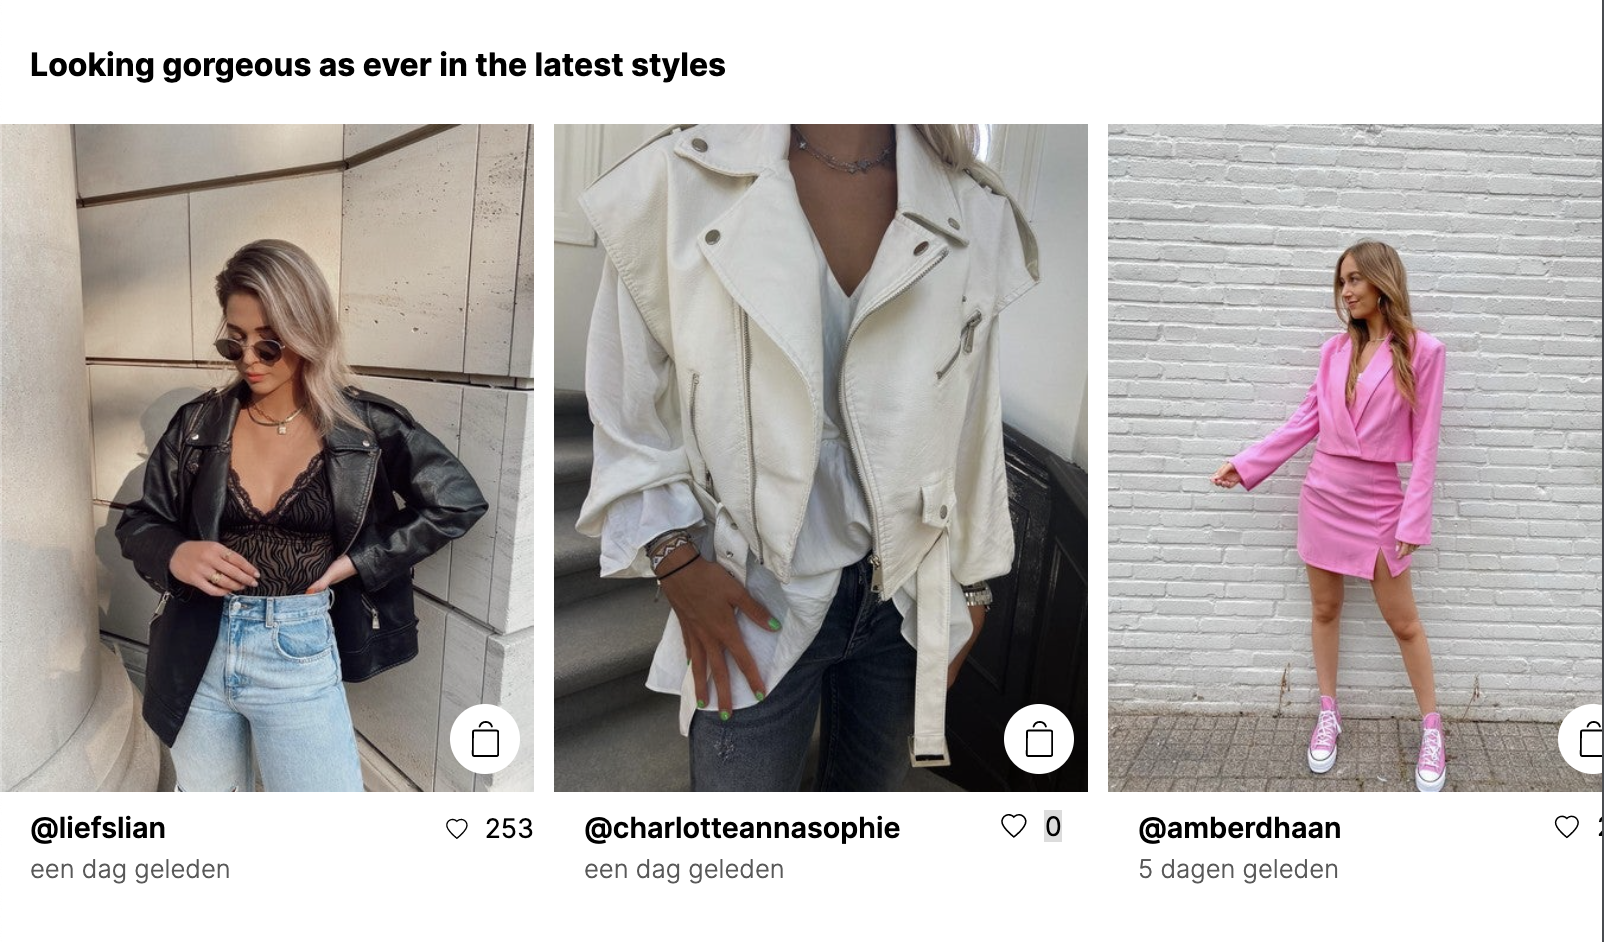 Looking gorgeous as ever in the latest styles
@liefslian 253
een dag geleden
@charlotteannasophie 0
een dag geleden
@amberdhaan
5 dagen geleden